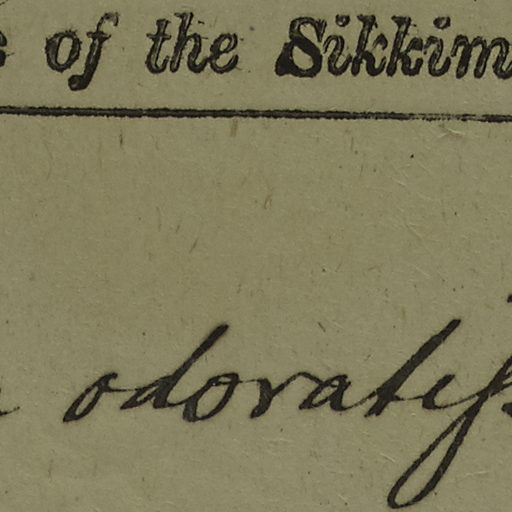 of the Sikkim
odoratiss